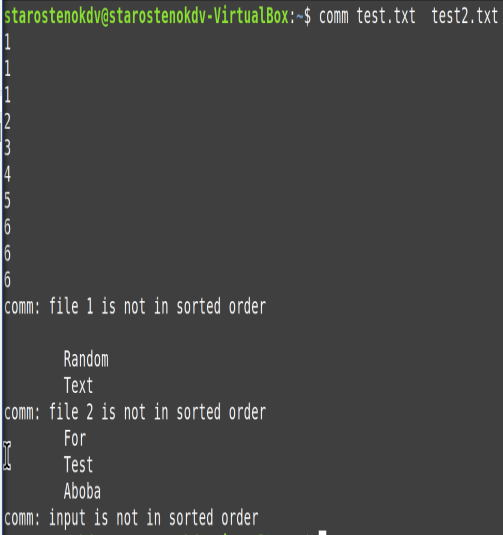 starostenokdv@starostenokdv-VirtualBox:~$ comm test.txt  test2.txt
1
1
1
2
3
4
5
6
6
6
comm: file 1 is not in sorted order

        Random
        Text
comm: file 2 is not in sorted order
        For
        Test
        Aboba
comm: input is not in sorted order